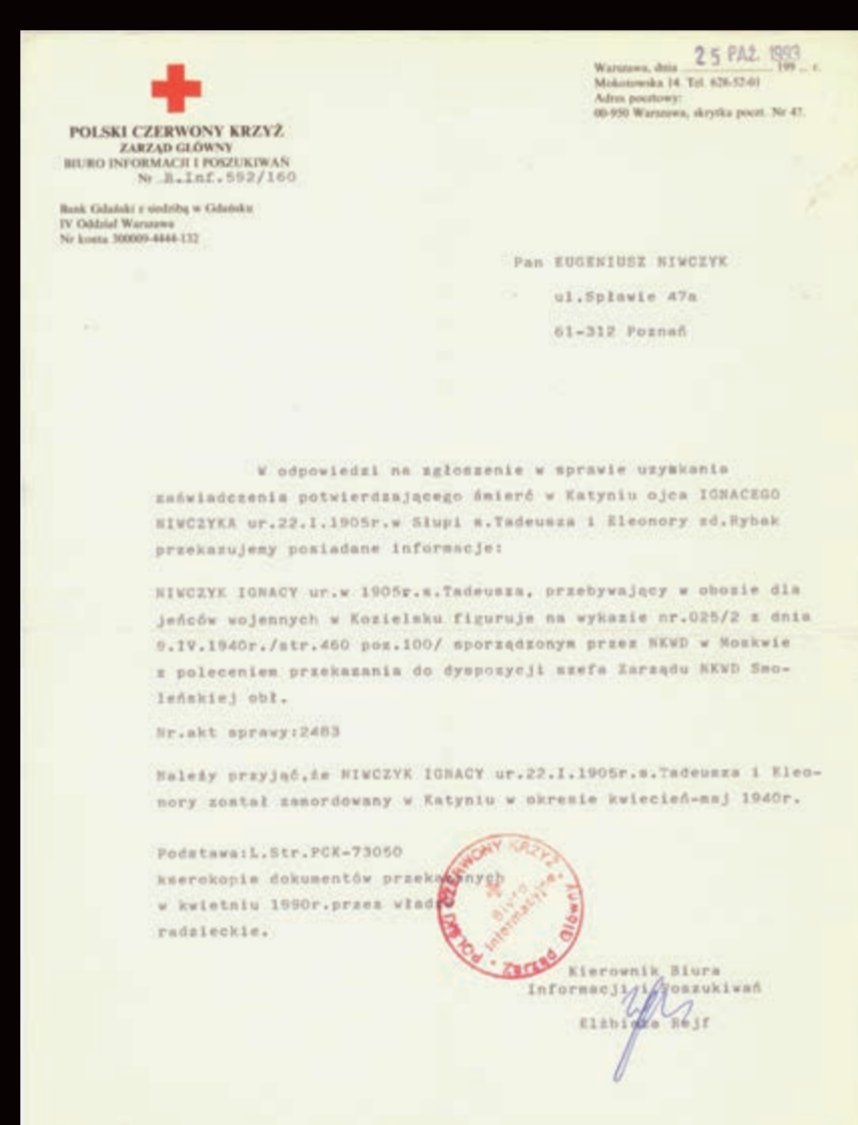 25 PAŹ. 1993
Warszawa, dnia 199 ... r.
Mokotowska 14. Tel. 628-52-01
Adres pocztowy:
00-950 Warszawa, skrytka poczt. Nr 47.
POLSKI CZERWONY KRZYŻ
ZARZĄD GŁÓWNY
BIURO INFORMACJI I POSZUKIWAŃ
Nr B.Inf.592/160
Bank Gdański z siedzibą w Gdańsku
IV Oddział Warszawa
Nr konta 300009-4444-132
Pan EUGENIUSZ NIWCZYK
ul.Spławie 47a
61-312 Poznań
W odpowiedzi na zgłoszenie w sprawie uzyskania
zaświadczenia potwierdzającego śmierć w Katyniu ojca IGNACEGO
NIWCZYKA ur.22.I.1905r.w Słupi s.Tadeusza i Eleonory zd.Rybak
przekazujemy posiadane informacje:
NIWCZYK IGNACY ur.w 1905r.s.Tadeusza, przebywający w obozie dla
jeńców wojennych w Kozielsku figuruje na wykazie nr.025/2 z dnia
9.IV.1940r./str.460 poz.100/ sporządzonym przez NKWD w Moskwie
z poleceniem przekazania do dyspozycji szefa Zarządu NKWD Smo-
leńskiej obł.
Nr.akt sprawy:2483
Należy przyjąć,że NIWCZYK IGNACY ur.22.I.1905r.s.Tadeusza i Eleo-
nory został zamordowany w Katyniu w okresie kwiecień-maj 1940r.
Podstawa:L.Str.PCK-73050
kserokopie dokumentów przekazanych
w kwietniu 1990r.przez władze
radzieckie.
POLSKI CZERWONY KRZYŻ • Zarząd Główny
Biuro
Informacyjne
Kierownik Biura
Informacji i Poszukiwań
Elżbieta Rejf